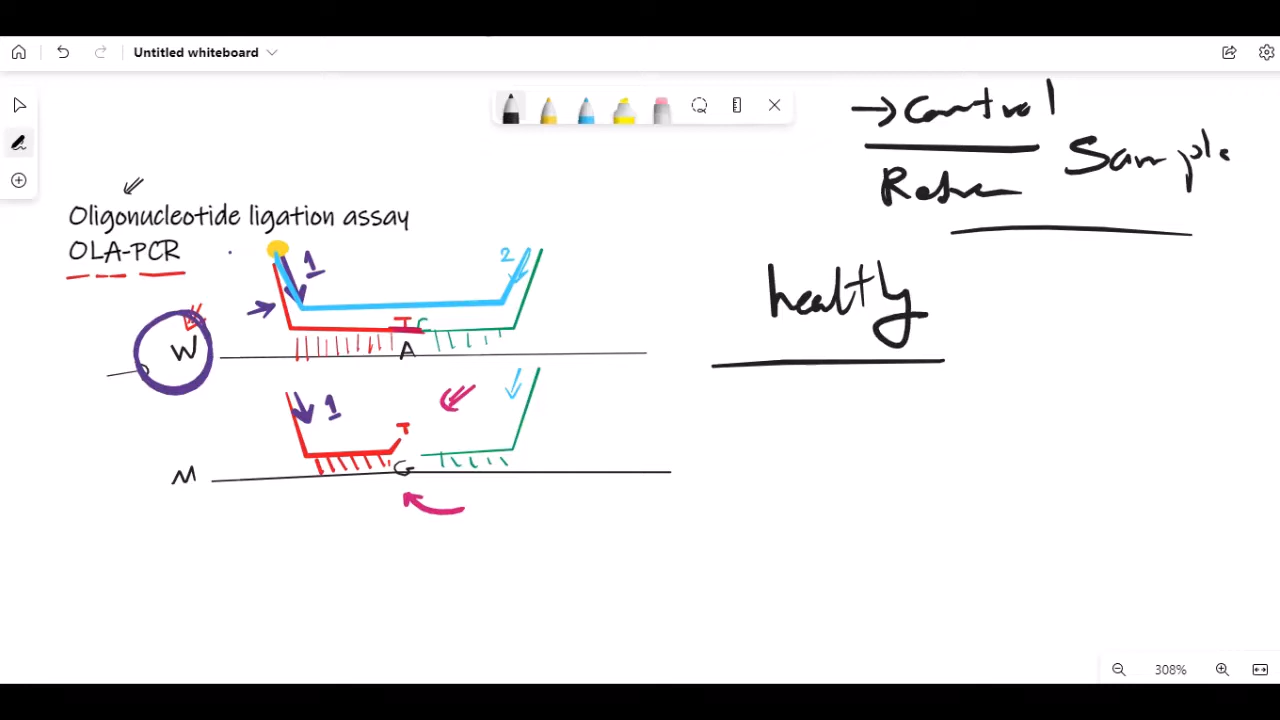 Untitled whiteboard
→ Control
Sample
Oligonucleotide ligation assay
OLA-PCR
healthy
1
2
T C
W
A
1
T
M
G
308%